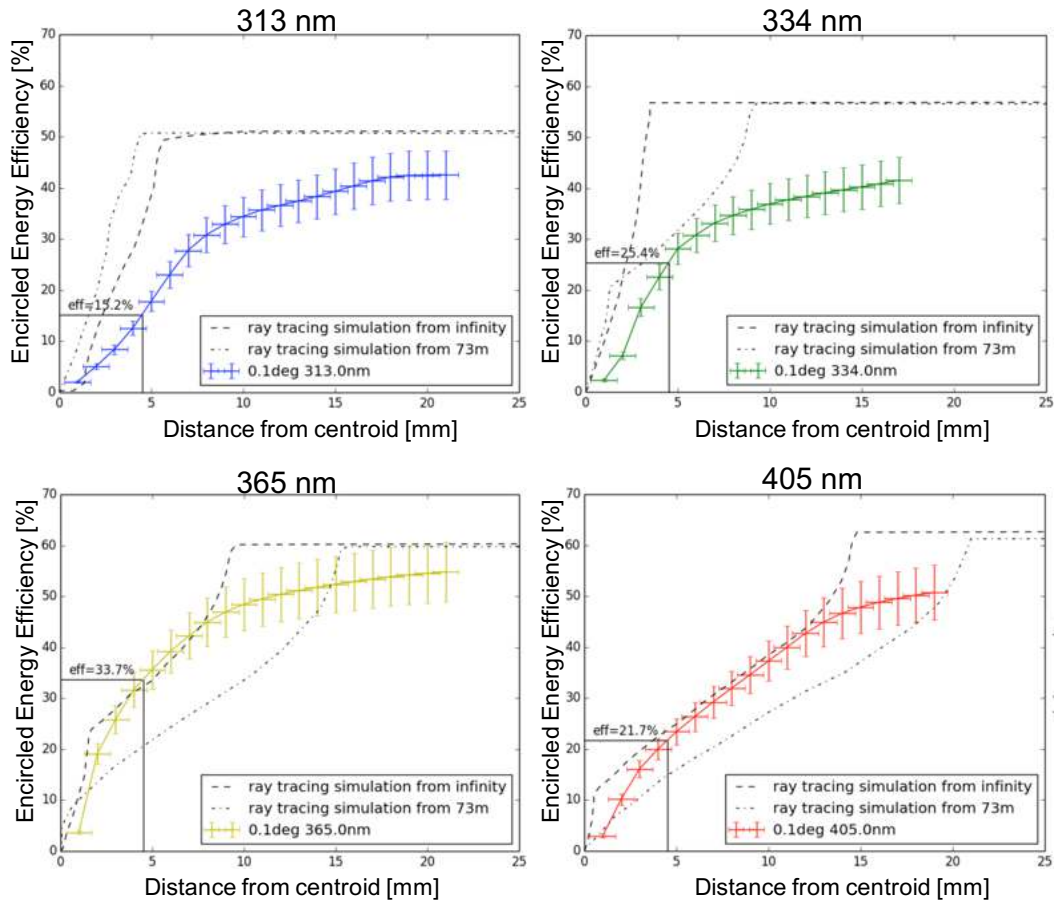 313 nm
Encircled Energy Efficiency [%]
70
60
50
40
30
20
10
0
eff=15.2%
ray tracing simulation from infinity
ray tracing simulation from 73m
0.1deg 313.0nm
0 5 10 15 20 25
Distance from centroid [mm]
334 nm
Encircled Energy Efficiency [%]
70
60
50
40
30
20
10
0
eff=25.4%
ray tracing simulation from infinity
ray tracing simulation from 73m
0.1deg 334.0nm
0 5 10 15 20 25
Distance from centroid [mm]
365 nm
Encircled Energy Efficiency [%]
70
60
50
40
30
20
10
0
eff=33.7%
ray tracing simulation from infinity
ray tracing simulation from 73m
0.1deg 365.0nm
0 5 10 15 20 25
Distance from centroid [mm]
405 nm
Encircled Energy Efficiency [%]
70
60
50
40
30
20
10
0
eff=21.7%
ray tracing simulation from infinity
ray tracing simulation from 73m
0.1deg 405.0nm
0 5 10 15 20 25
Distance from centroid [mm]